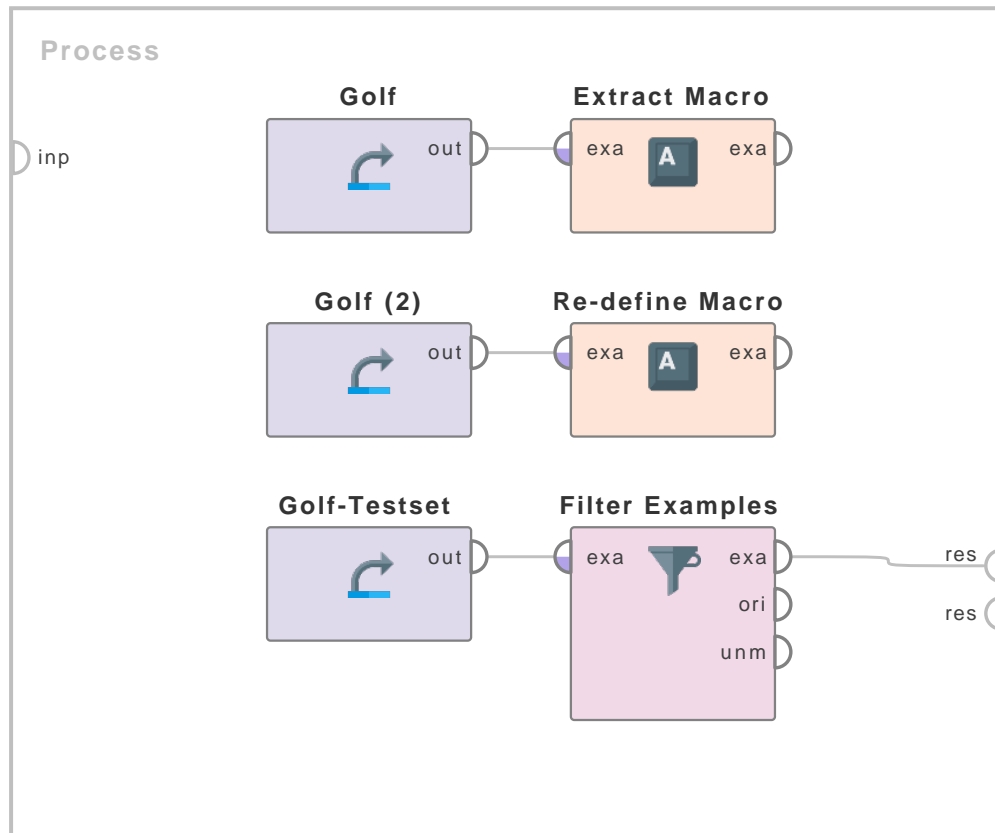 Process
inp
Golf
out
Extract Macro
exa
A
exa
Golf (2)
out
Re-define Macro
exa
A
exa
Golf-Testset
out
Filter Examples
exa
exa
ori
unm
res
res